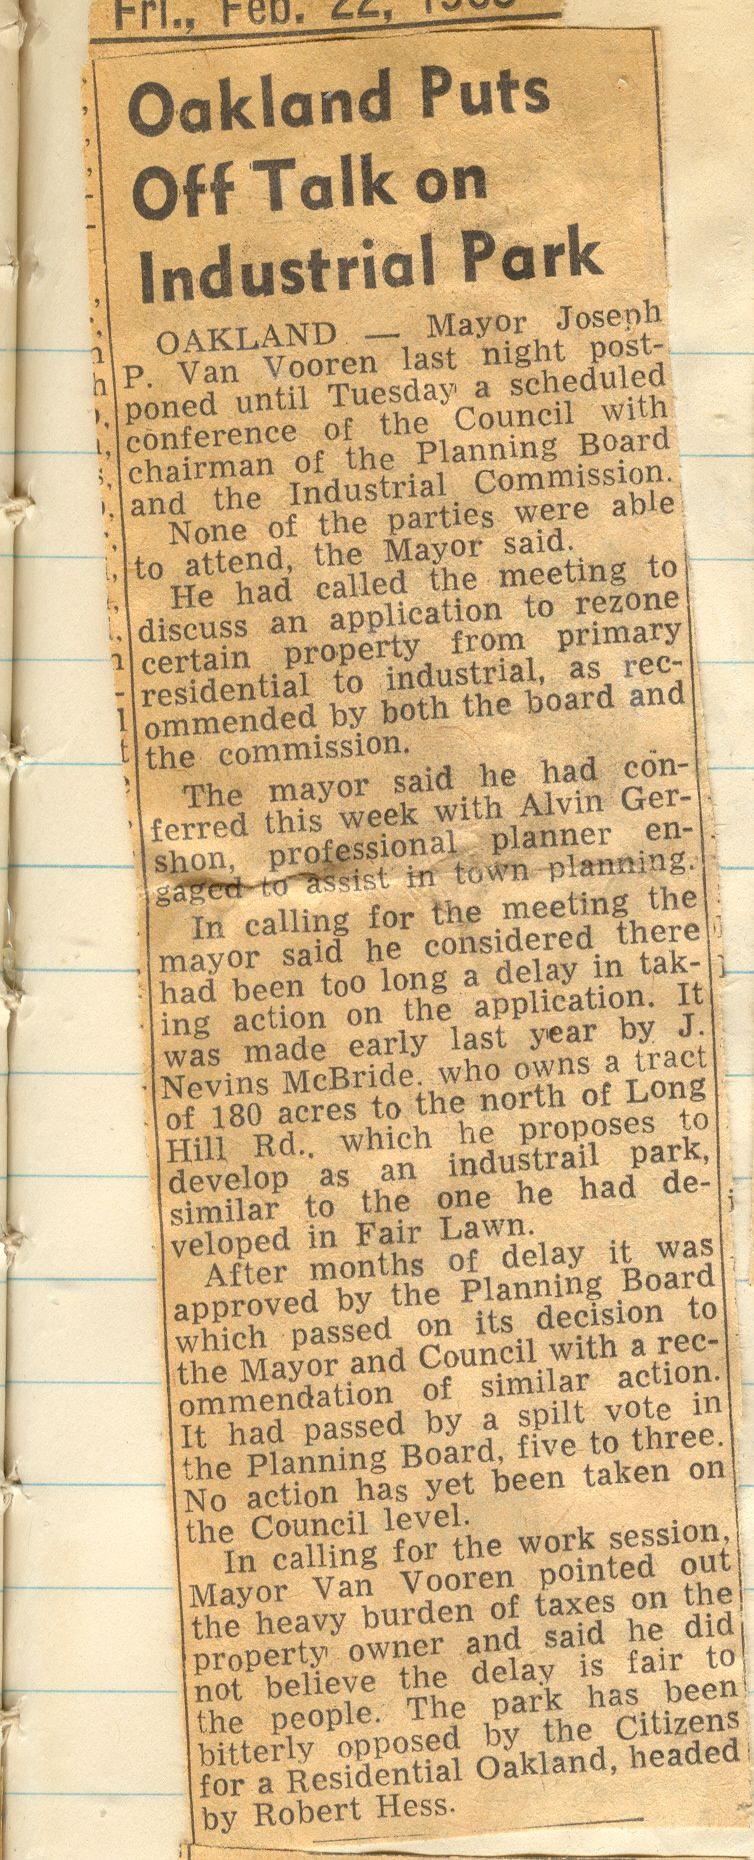 Fri., Feb. 22,
Oakland Puts
Off Talk on
Industrial Park
OAKLAND — Mayor Joseph
P. Van Vooren last night post-
poned until Tuesday a scheduled
conference of the Council with
chairman of the Planning Board
and the Industrial Commission.
None of the parties were able
to attend, the Mayor said.
He had called the meeting to
discuss an application to rezone
certain property from primary
residential to industrial, as rec-
ommended by both the board and
the commission.
The mayor said he had con-
ferred this week with Alvin Ger-
shon, professional planner en-
gaged to assist in town planning.
In calling for the meeting the
mayor said he considered there
had been too long a delay in tak-
ing action on the application. It
was made early last year by J.
Nevins McBride. who owns a tract
of 180 acres to the north of Long
Hill Rd., which he proposes to
develop as an industrail park,
similar to the one he had de-
veloped in Fair Lawn.
After months of delay it was
approved by the Planning Board
which passed on its decision to
the Mayor and Council with a rec-
ommendation of similar action.
It had passed by a spilt vote in
the Planning Board, five to three.
No action has yet been taken on
the Council level.
In calling for the work session,
Mayor Van Vooren pointed out
the heavy burden of taxes on the
property owner and said he did
not believe the delay is fair to
the people. The park has been
bitterly opposed by the Citizens
for a Residential Oakland, headed
by Robert Hess.